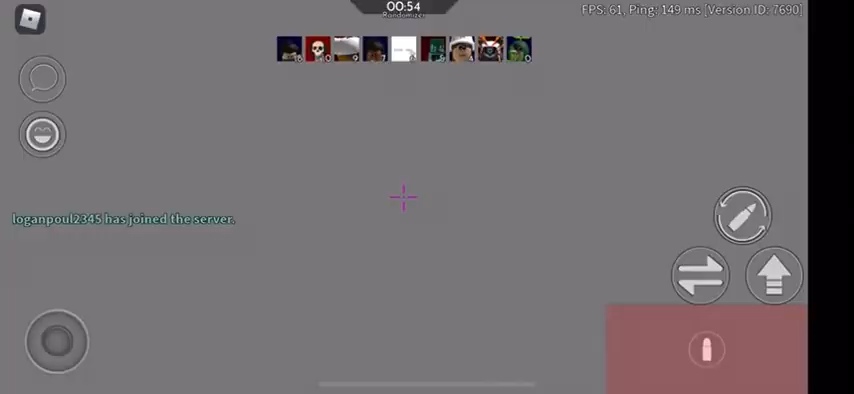 00:54
Randomizer
FPS: 61, Ping: 149 ms [Version ID: 7690]
loganpoul2345 has joined the server.